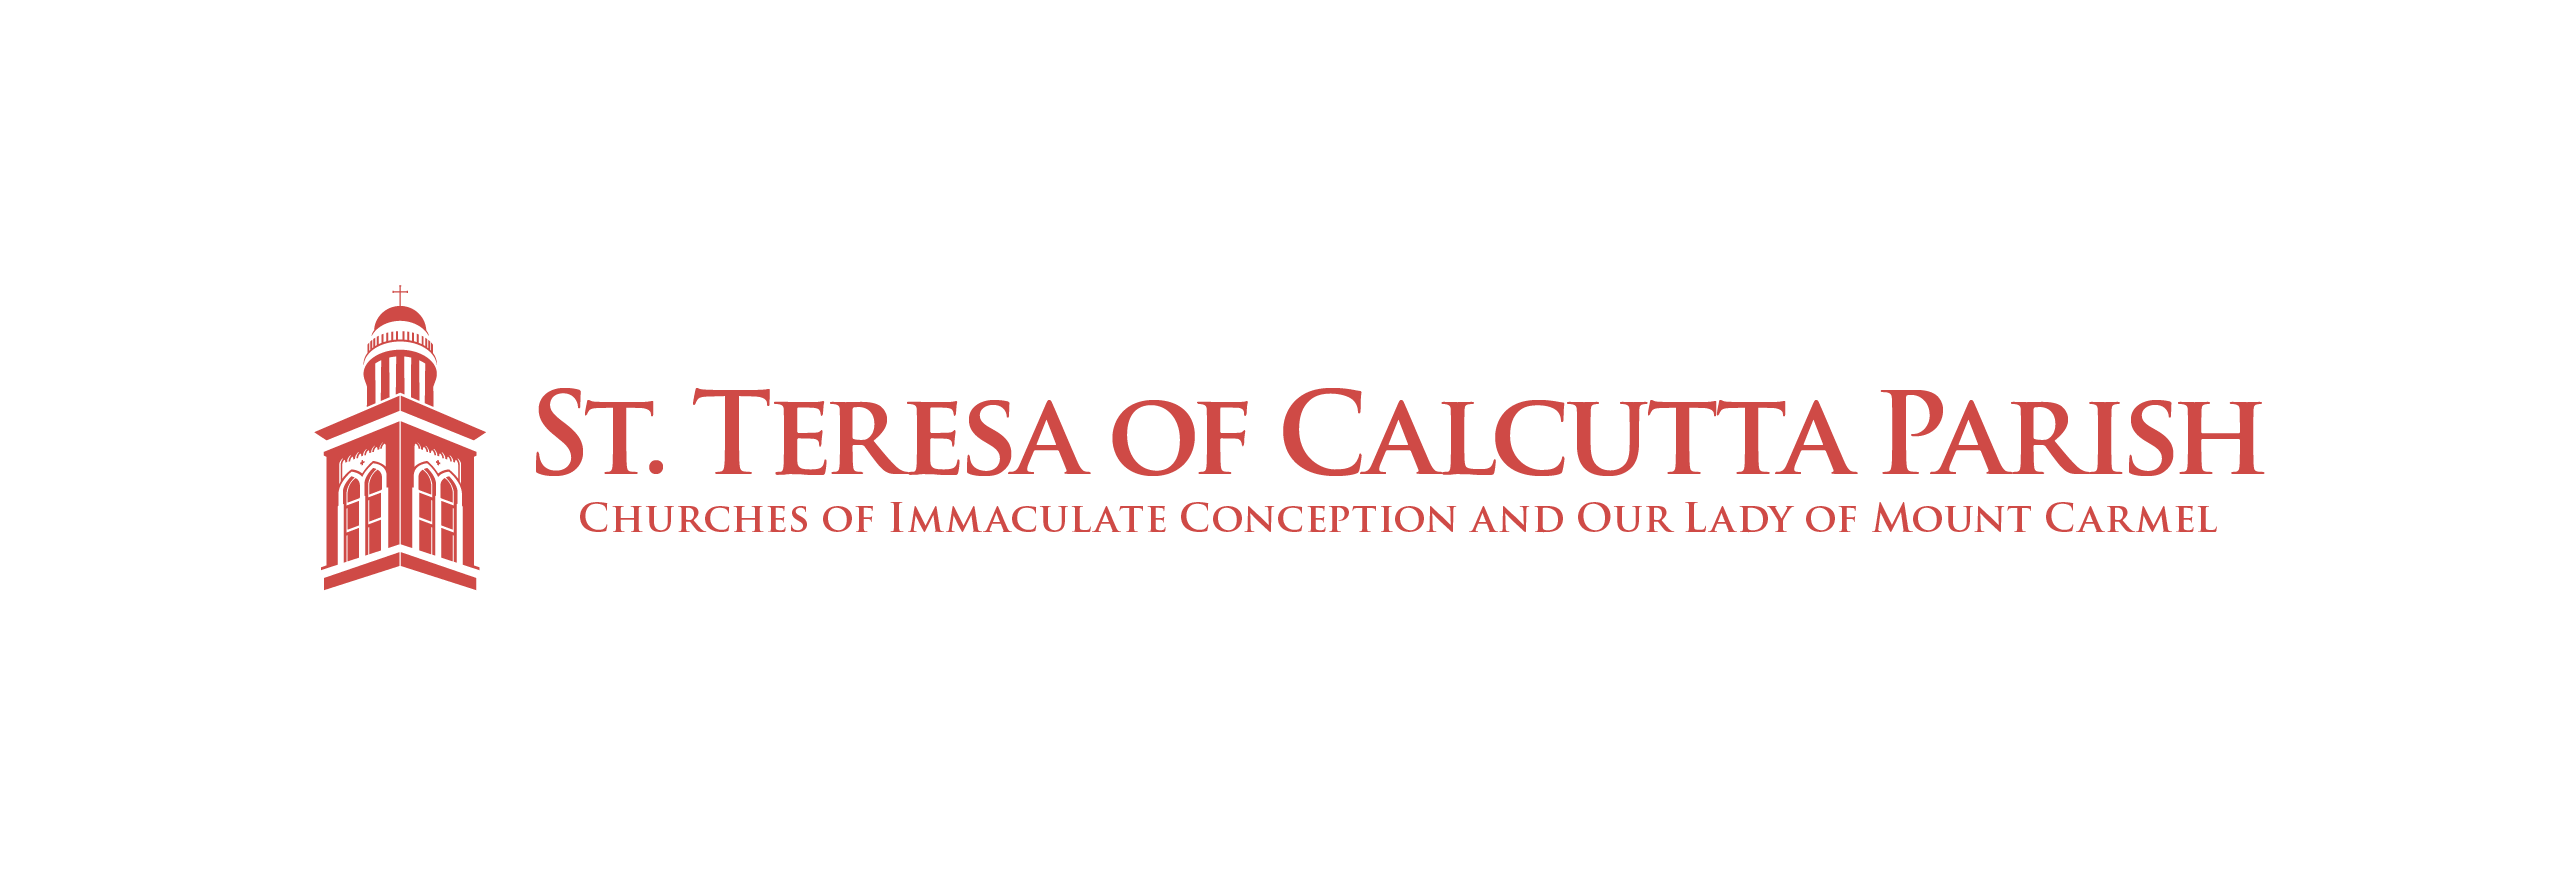 St. Teresa of Calcutta Parish
Churches of Immaculate Conception and Our Lady of Mount Carmel